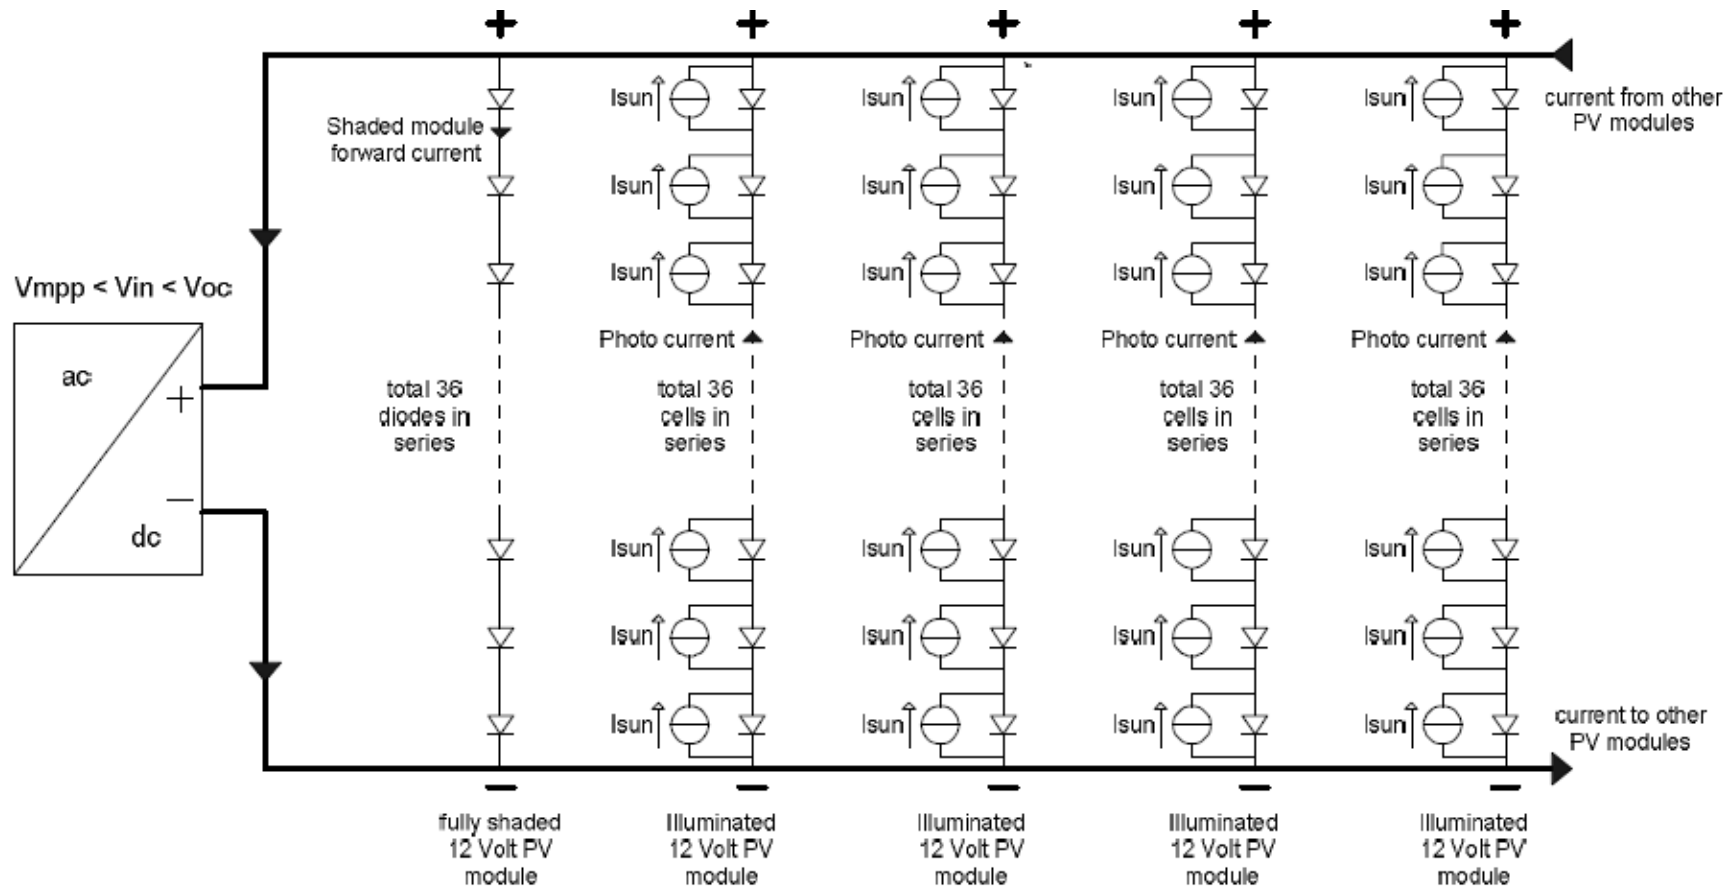 + + + + +
Isun Isun Isun Isun
current from other
PV modules
Shaded module
forward current
Isun Isun Isun Isun
Isun Isun Isun Isun
Vmpp < Vin < Voc
Photo current Photo current Photo current Photo current
ac
+
total 36
diodes in
series
total 36
cells in
series
total 36
cells in
series
total 36
cells in
series
total 36
cells in
series
—
dc
Isun Isun Isun Isun
Isun Isun Isun Isun
Isun Isun Isun Isun
current to other
PV modules
— — — — —
fully shaded
12 Volt PV
module
Illuminated
12 Volt PV
module
Illuminated
12 Volt PV
module
Illuminated
12 Volt PV
module
Illuminated
12 Volt PV
module